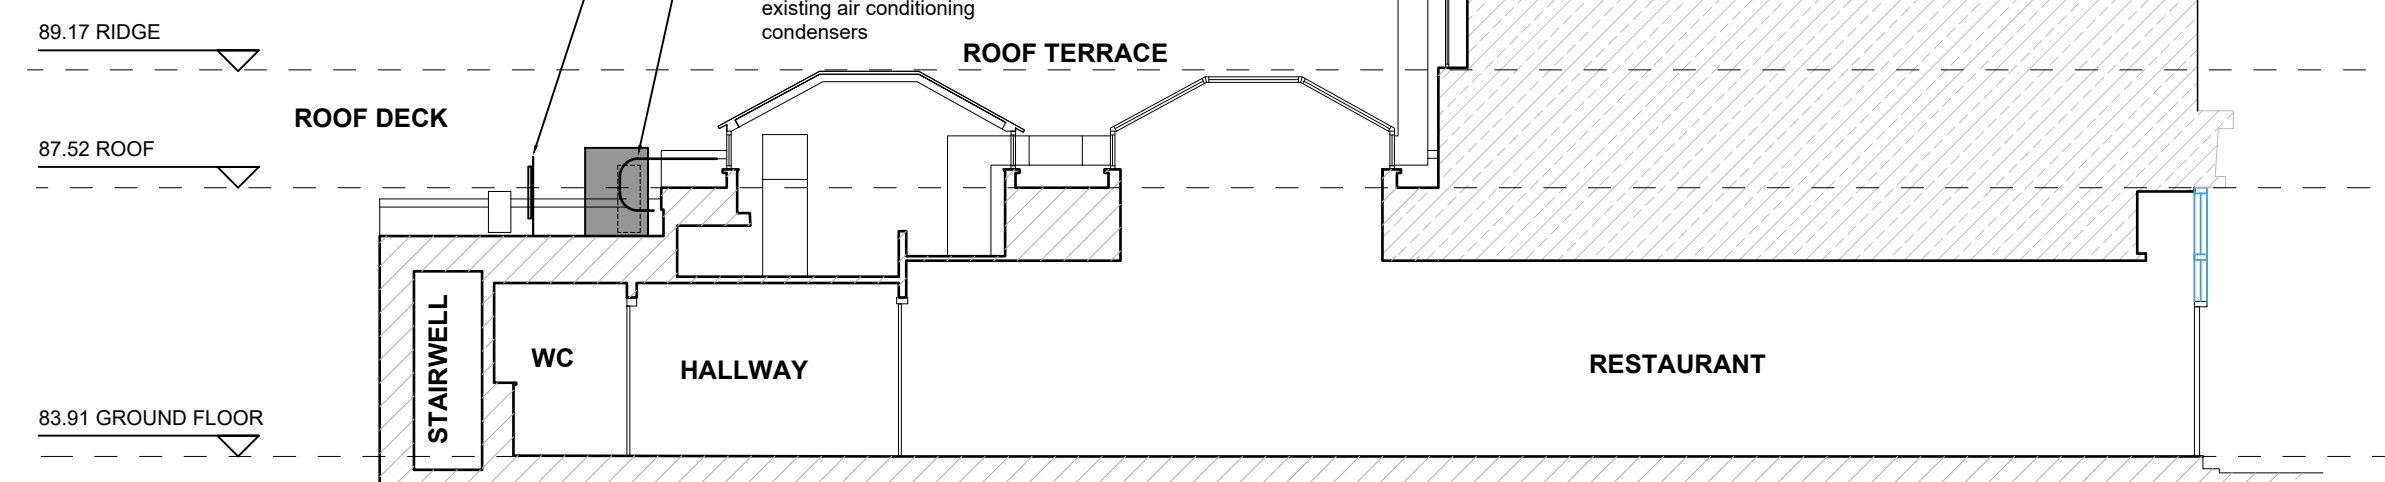 existing air conditioning
condensers
89.17 RIDGE
ROOF TERRACE
ROOF DECK
87.52 ROOF
STAIRWELL
WC
HALLWAY
RESTAURANT
83.91 GROUND FLOOR